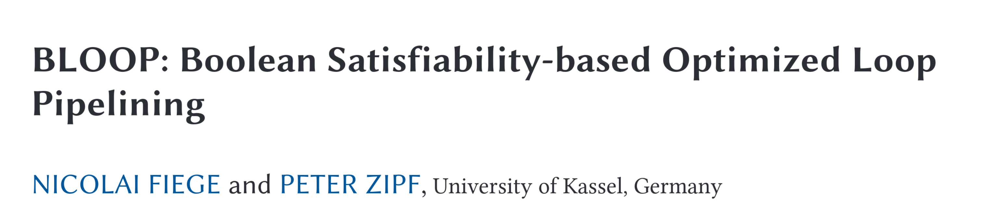 BLOOP: Boolean Satisfiability-based Optimized Loop
Pipelining
NICOLAI FIEGE and PETER ZIPF, University of Kassel, Germany